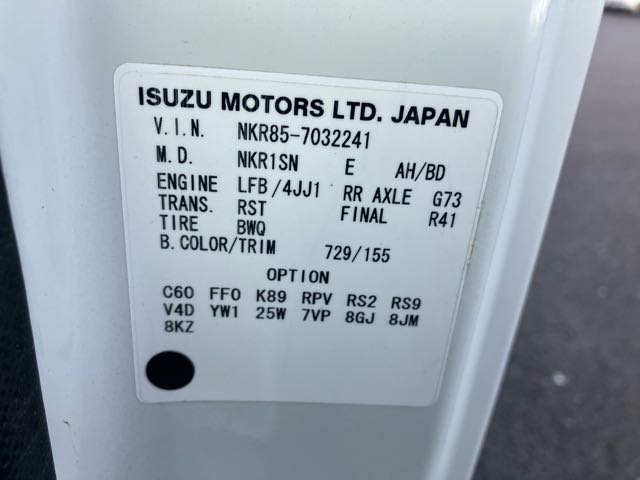 ISUZU MOTORS LTD. JAPAN
V.I.N. NKR85-7032241
M.D. NKR1SN E AH/BD
ENGINE LFB/4JJ1 RR AXLE G73
TRANS. RST FINAL R41
TIRE BWQ
B.COLOR/TRIM 729/155
OPTION
C60 FF0 K89 RPV RS2 RS9
V4D YW1 25W 7VP 8GJ 8JM
8KZ